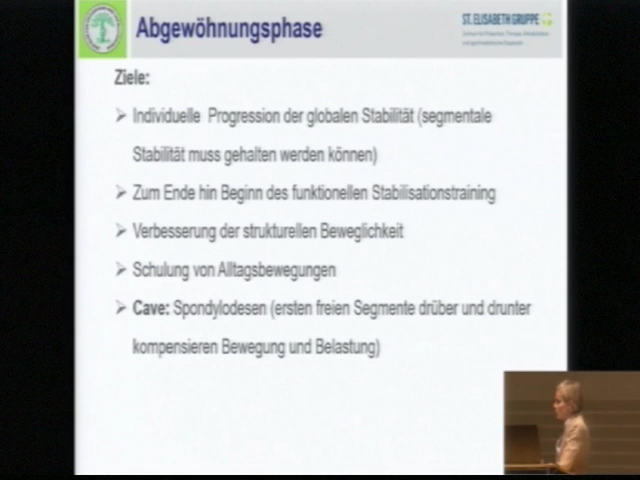 Abgewöhnungsphase
ST. ELISABETH GRUPPE
Ziele:
➢ Individuelle Progression der globalen Stabilität (segmentale
Stabilität muss gehalten werden können)
➢ Zum Ende hin Beginn des funktionellen Stabilisationstraining
➢ Verbesserung der strukturellen Beweglichkeit
➢ Schulung von Alltagsbewegungen
➢ Cave: Spondylodesen (ersten freien Segmente drüber und drunter
kompensieren Bewegung und Belastung)